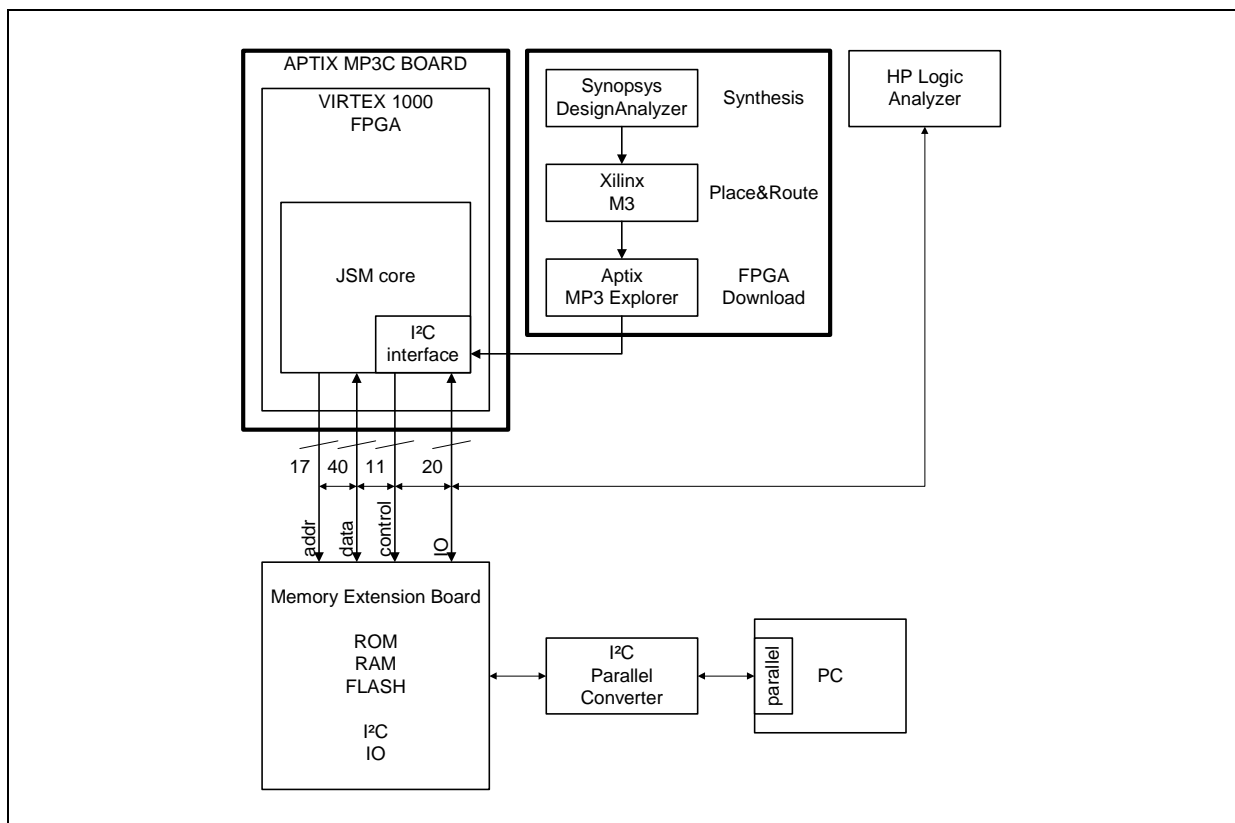 APTIX MP3C BOARD
VIRTEX 1000
FPGA
JSM core
I²C
interface
Synopsys
DesignAnalyzer
Synthesis
Xilinx
M3
Place&Route
Aptix
MP3 Explorer
FPGA
Download
HP Logic
Analyzer
17
40
11
20
addr
data
control
IO
Memory Extension Board
ROM
RAM
FLASH
I²C
IO
I²C
Parallel
Converter
parallel
PC